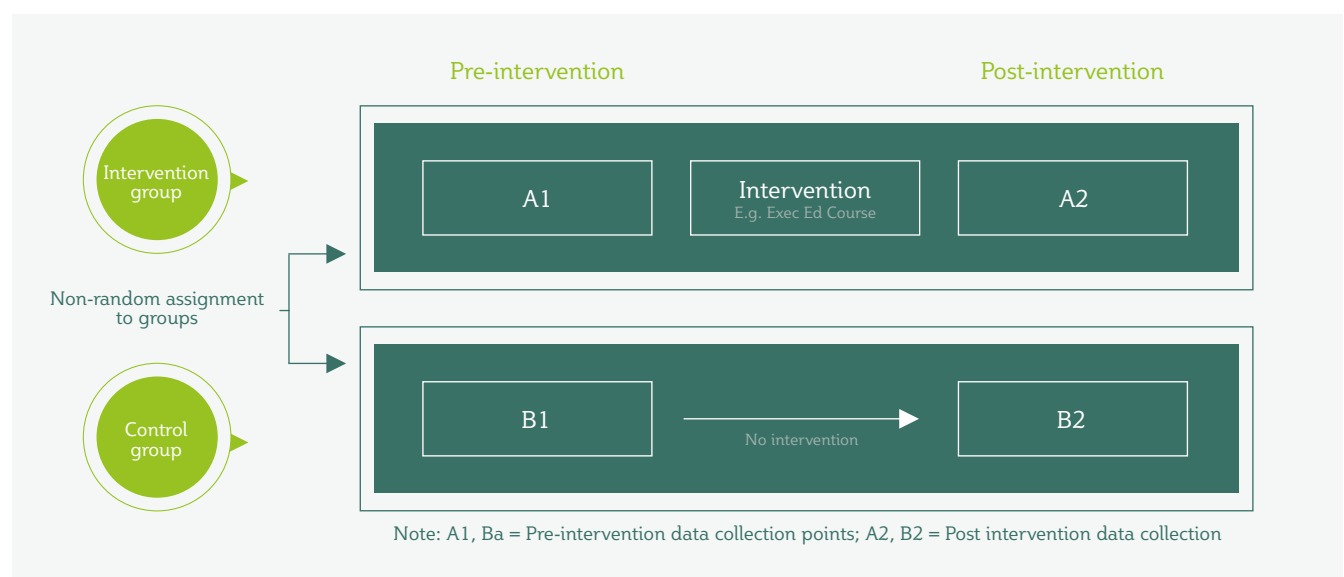 Pre-intervention
Post-intervention
Intervention
group
A1
Intervention
E.g. Exec Ed Course
A2
Non-random assignment
to groups
Control
group
B1
No intervention
B2
Note: A1, Ba = Pre-intervention data collection points; A2, B2 = Post intervention data collection